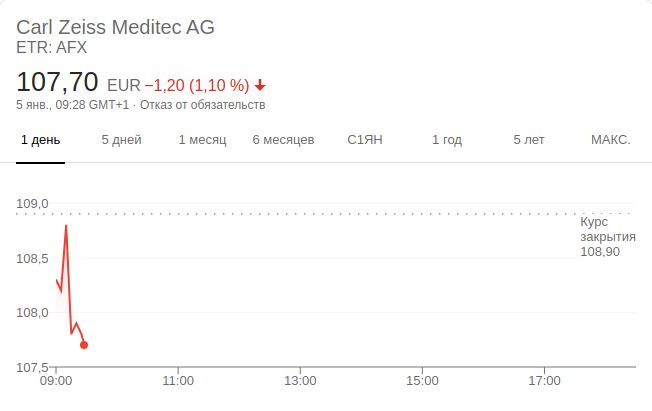 Carl Zeiss Meditec AG
ETR: AFX
107,70 EUR −1,20 (1,10 %)
5 янв., 09:28 GMT+1 · Отказ от обязательств
1 день 5 дней 1 месяц 6 месяцев С1ЯН 1 год 5 лет МАКС.
109,0
Курс
закрытия
108,90
108,5
108,0
107,5
09:00 11:00 13:00 15:00 17:00